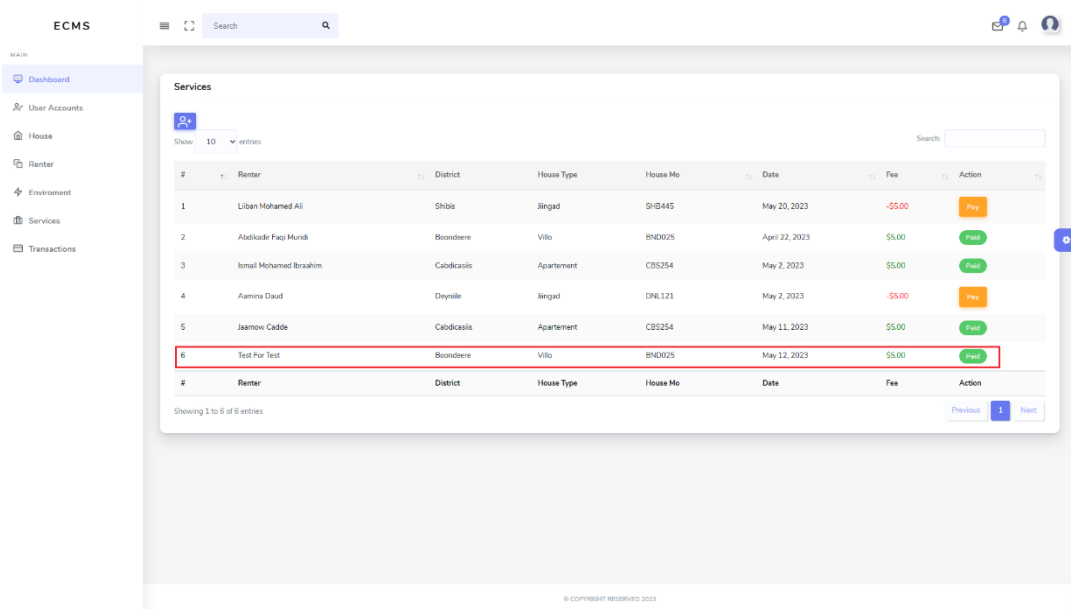 ECMS
Search
6
MAIN
Dashboard
User Accounts
House
Renter
Enviroment
Services
Transactions
Services
Show 10 entries
Search:
# Renter District House Type House Mo Date Fee Action
1 Liiban Mohamed Ali Shibis Jiingad SHB445 May 20, 2023 -$5.00 Pay
2 Abdikadir Faqi Muridi Boondeere Villo BND025 April 22, 2023 $5.00 Paid
3 Ismail Mohamed Ibraahim Cabdicasiis Apartement CBS254 May 2, 2023 $5.00 Paid
4 Aamina Daud Deyniile Jiingad DNL121 May 2, 2023 -$5.00 Pay
5 Jaamow Cadde Cabdicasiis Apartement CBS254 May 11, 2023 $5.00 Paid
6 Test For Test Boondeere Villo BND025 May 12, 2023 $5.00 Paid
# Renter District House Type House Mo Date Fee Action
Showing 1 to 6 of 6 entries
Previous 1 Next
© COPYRIGHT RESERVED 2023